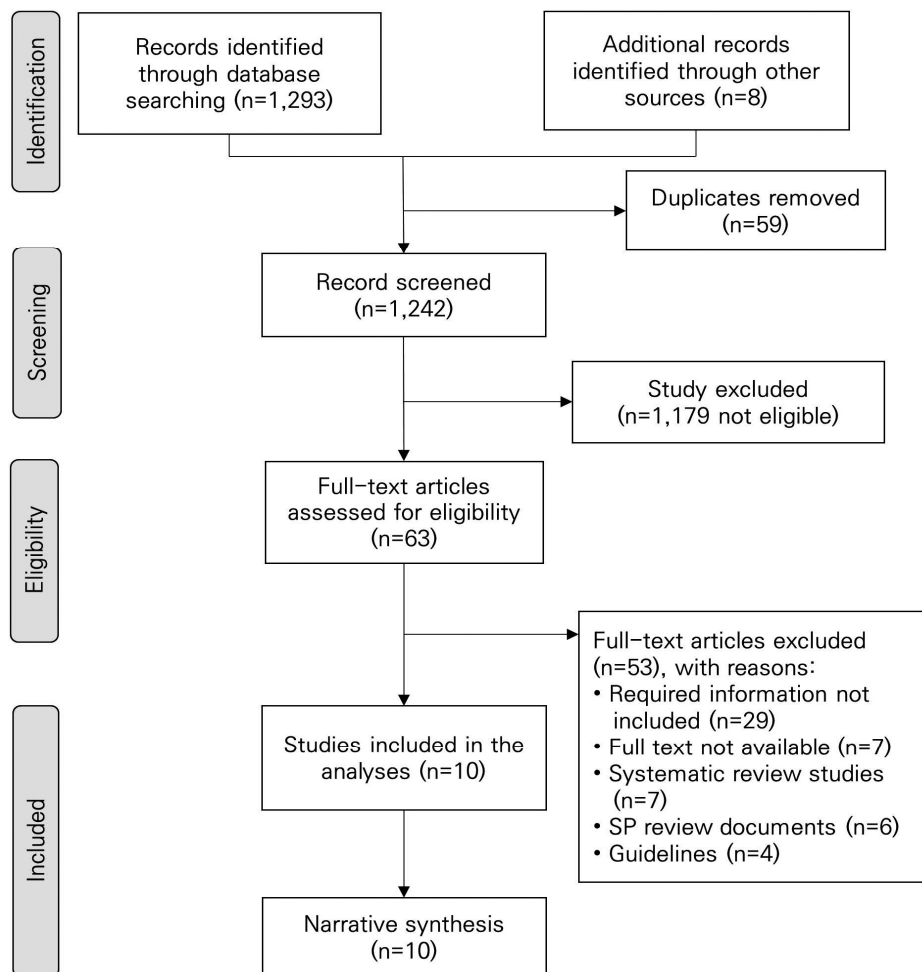 Identification
Records identified
through database
searching (n=1,293)
Additional records
identified through other
sources (n=8)
Duplicates removed
(n=59)
Screening
Record screened
(n=1,242)
Study excluded
(n=1,179 not eligible)
Eligibility
Full-text articles
assessed for eligibility
(n=63)
Full-text articles excluded
(n=53), with reasons:
• Required information not
included (n=29)
• Full text not available (n=7)
• Systematic review studies
(n=7)
• SP review documents (n=6)
• Guidelines (n=4)
Included
Studies included in the
analyses (n=10)
Narrative synthesis
(n=10)